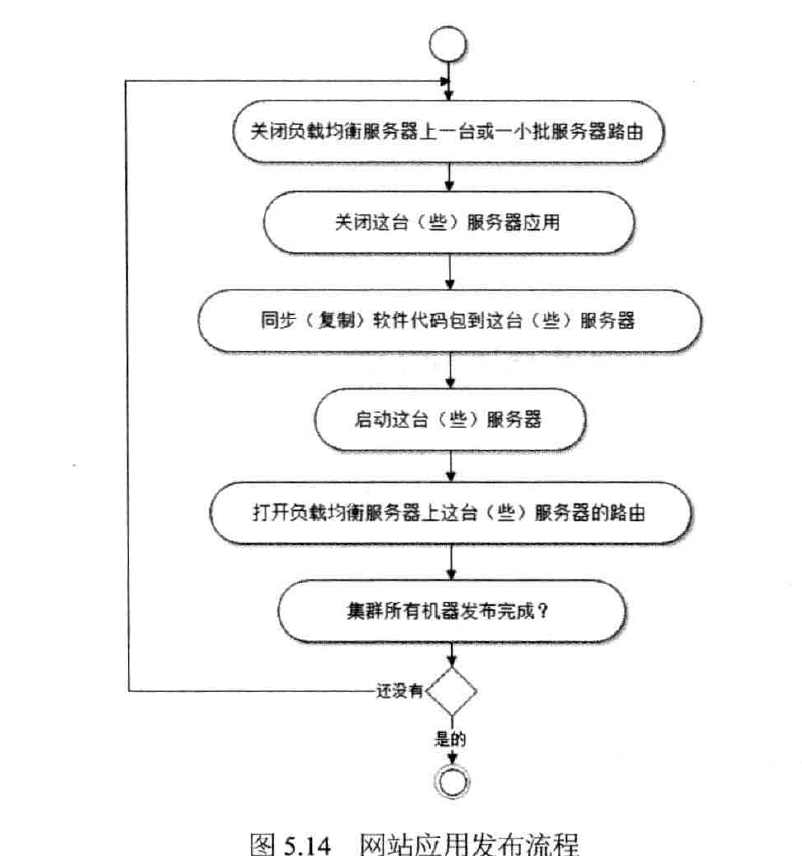 关闭负载均衡服务器上一台或一小批服务器路由
关闭这台（些）服务器应用
同步（复制）软件代码包到这台（些）服务器
启动这台（些）服务器
打开负载均衡服务器上这台（些）服务器的路由
集群所有机器发布完成？
还没有
是的
图 5.14 网站应用发布流程